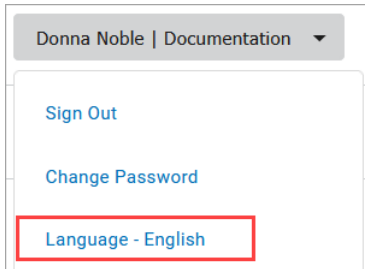 Donna Noble | Documentation
Sign Out
Change Password
Language - English